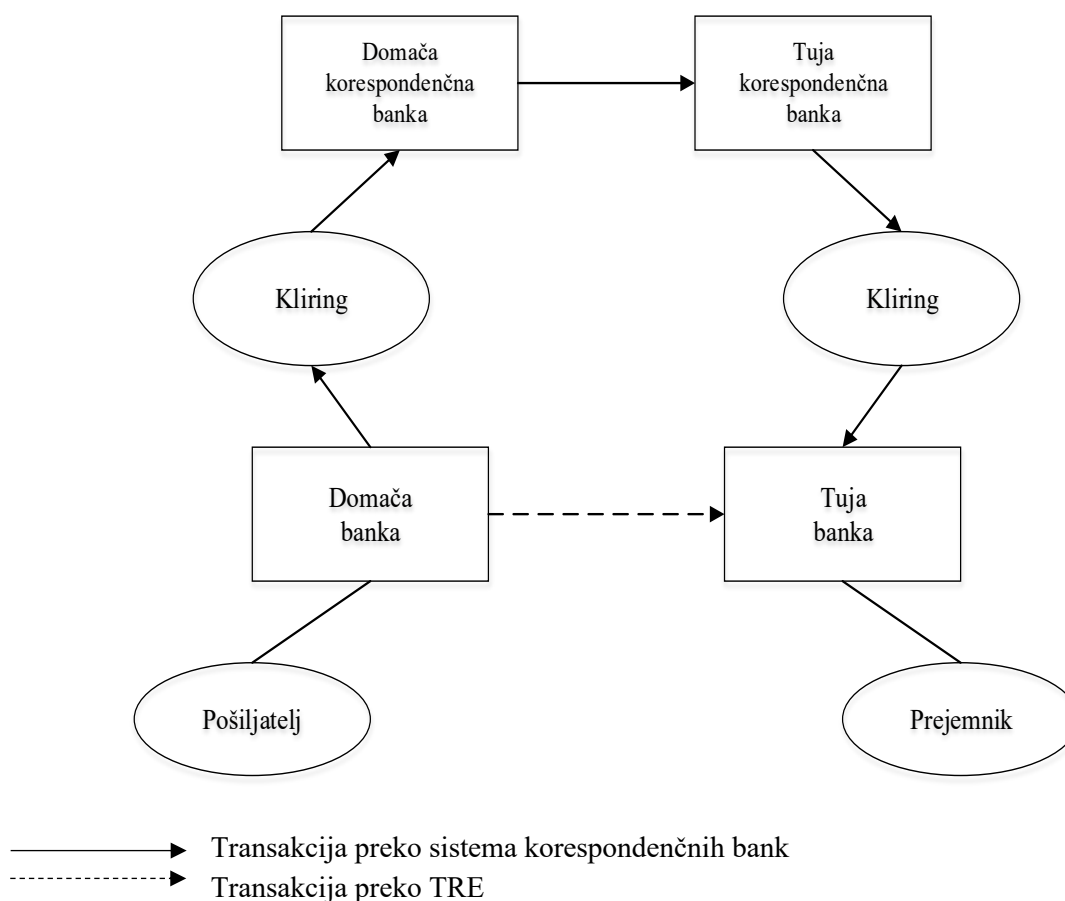 Domača
korespondenčna
banka
Tuja
korespondenčna
banka
Kliring
Kliring
Domača
banka
Tuja
banka
Pošiljatelj
Prejemnik
Transakcija preko sistema korespondenčnih bank
Transakcija preko TRE